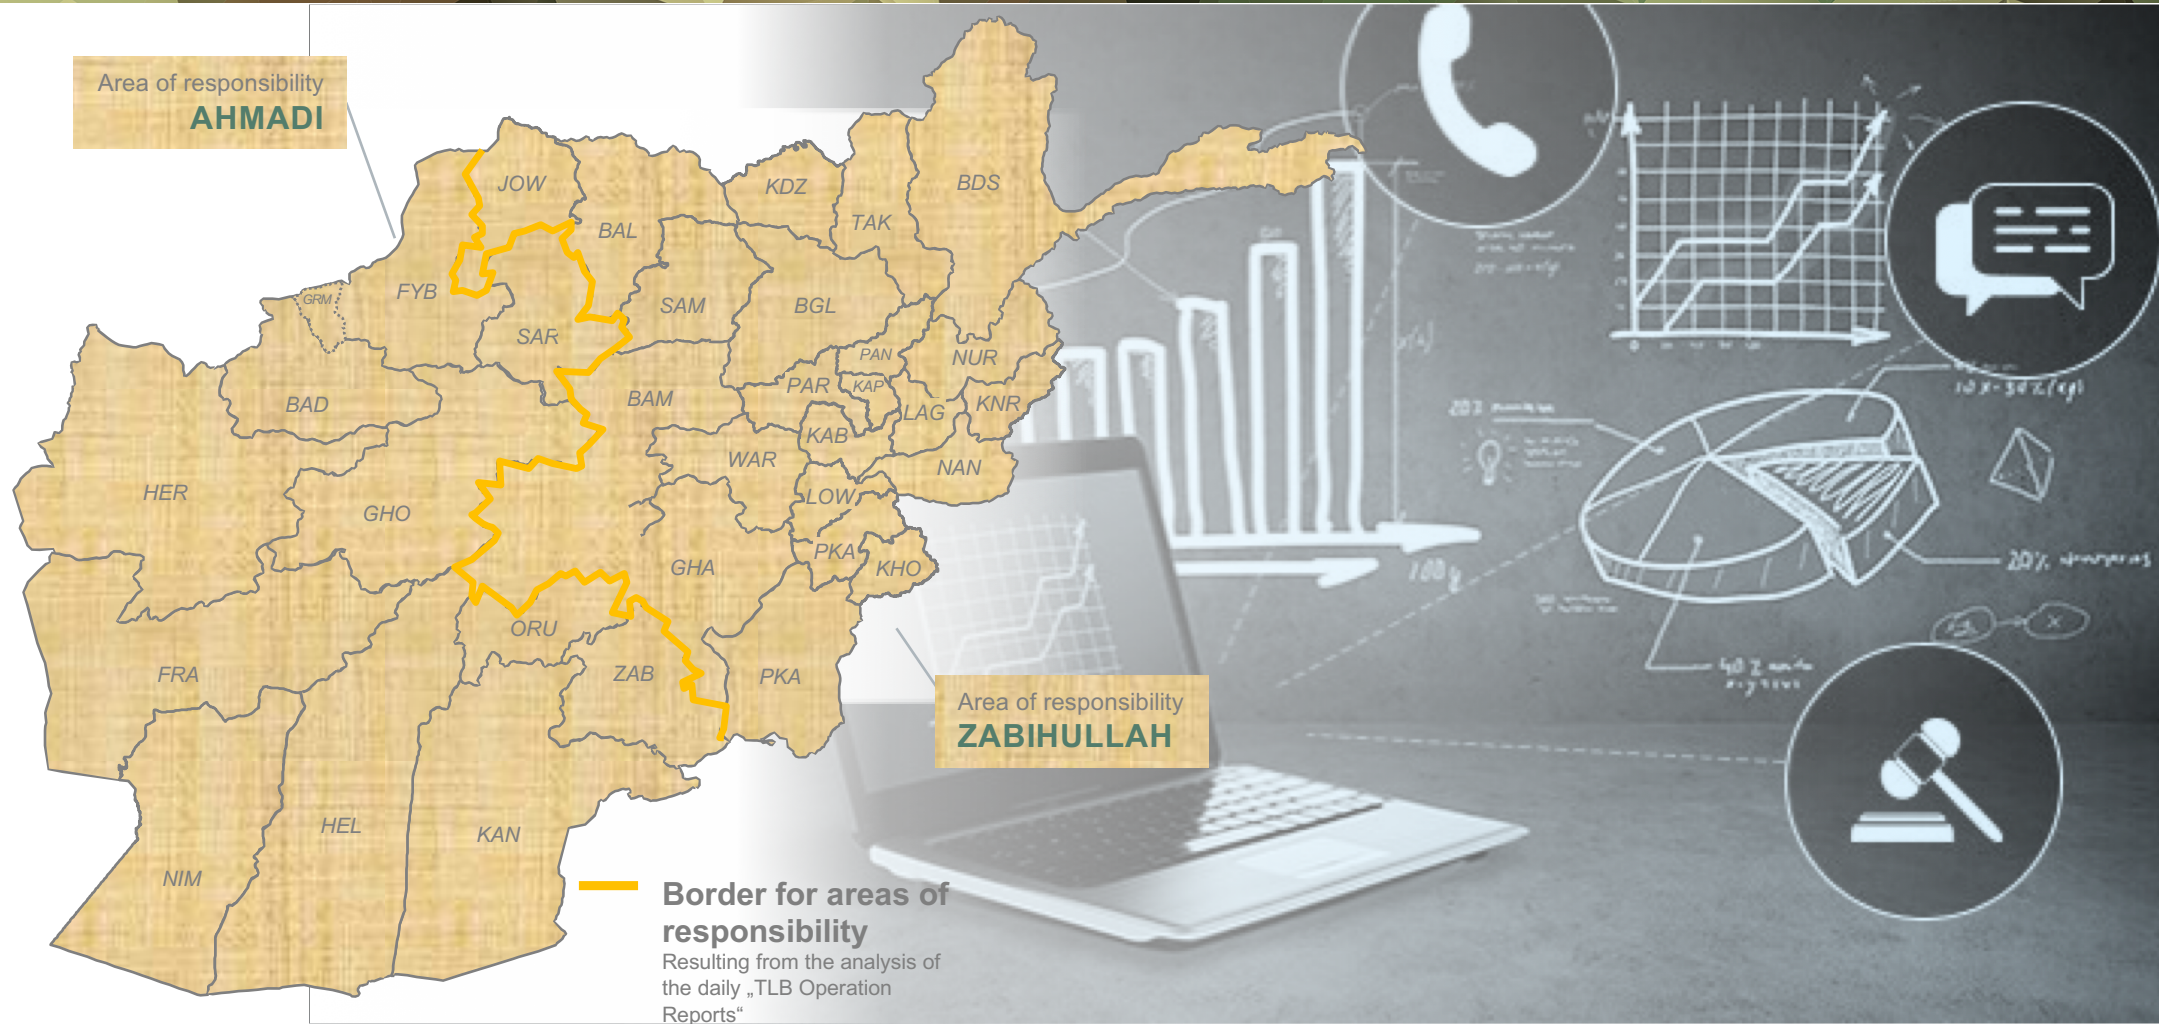 Area of responsibility
AHMADI
JOW
KDZ
BDS
TAK
BAL
FYB
GRM
SAM
BGL
SAR
PAN
NUR
BAD
BAM
PAR
KAP
LAG
KNR
KAB
WAR
NAN
HER
LOW
GHO
PKA
GHA
KHO
ORU
FRA
ZAB
PKA
Area of responsibility
ZABIHULLAH
HEL
KAN
NIM
Border for areas of
responsibility
Resulting from the analysis of
the daily „TLB Operation
Reports“
100y
20%